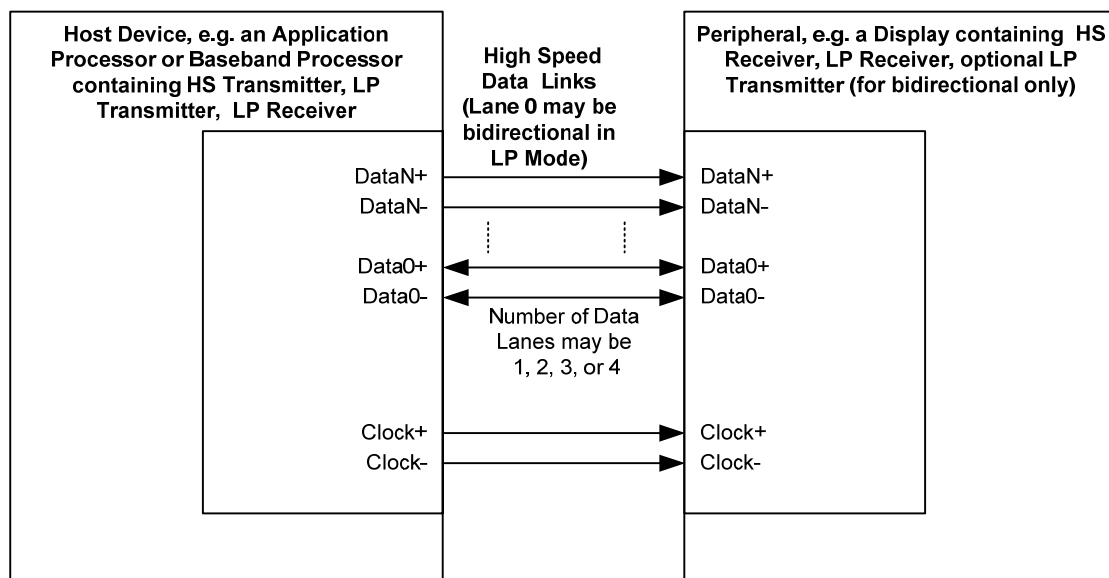 Host Device, e.g. an Application
Processor or Baseband Processor
containing HS Transmitter, LP
Transmitter, LP Receiver
High Speed
Data Links
(Lane 0 may be
bidirectional in
LP Mode)
Peripheral, e.g. a Display containing HS
Receiver, LP Receiver, optional LP
Transmitter (for bidirectional only)
DataN+
DataN-
Data0+
Data0-
DataN+
DataN-
Data0+
Data0-
Number of Data
Lanes may be
1, 2, 3, or 4
Clock+
Clock-
Clock+
Clock-